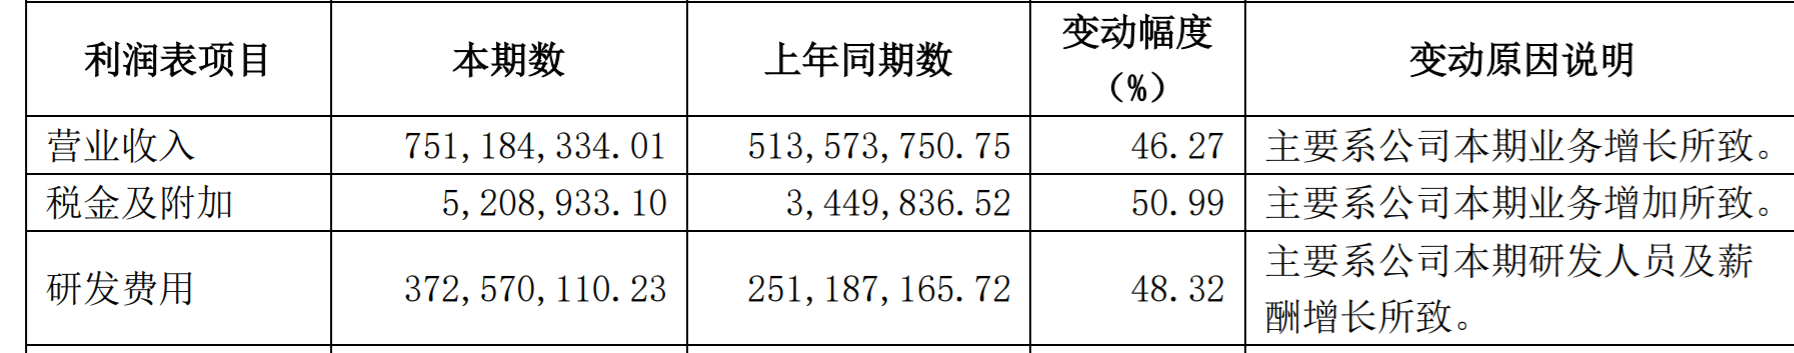 利润表项目 本期数 上年同期数 变动幅度（%） 变动原因说明
营业收入 751,184,334.01 513,573,750.75 46.27 主要系公司本期业务增长所致。
税金及附加 5,208,933.10 3,449,836.52 50.99 主要系公司本期业务增加所致。
研发费用 372,570,110.23 251,187,165.72 48.32 主要系公司本期研发人员及薪
酬增长所致。